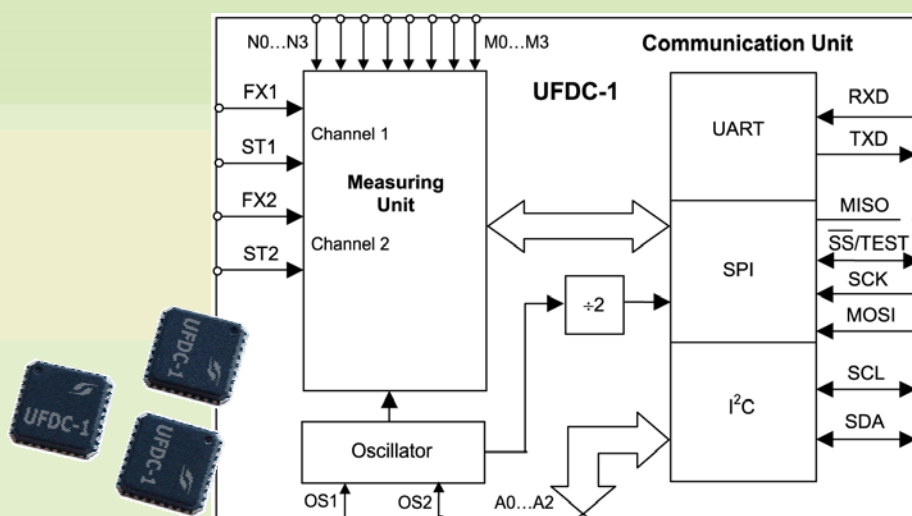 N0...N3
M0...M3
Communication Unit
UFDC-1
FX1
ST1
FX2
ST2
Channel 1
Measuring
Unit
Channel 2
UART
SPI
I²C
RXD
TXD
MISO
SS/TEST
SCK
MOSI
SCL
SDA
÷2
Oscillator
OS1
OS2
A0...A2
UFDC-1
UFDC-1
UFDC-1